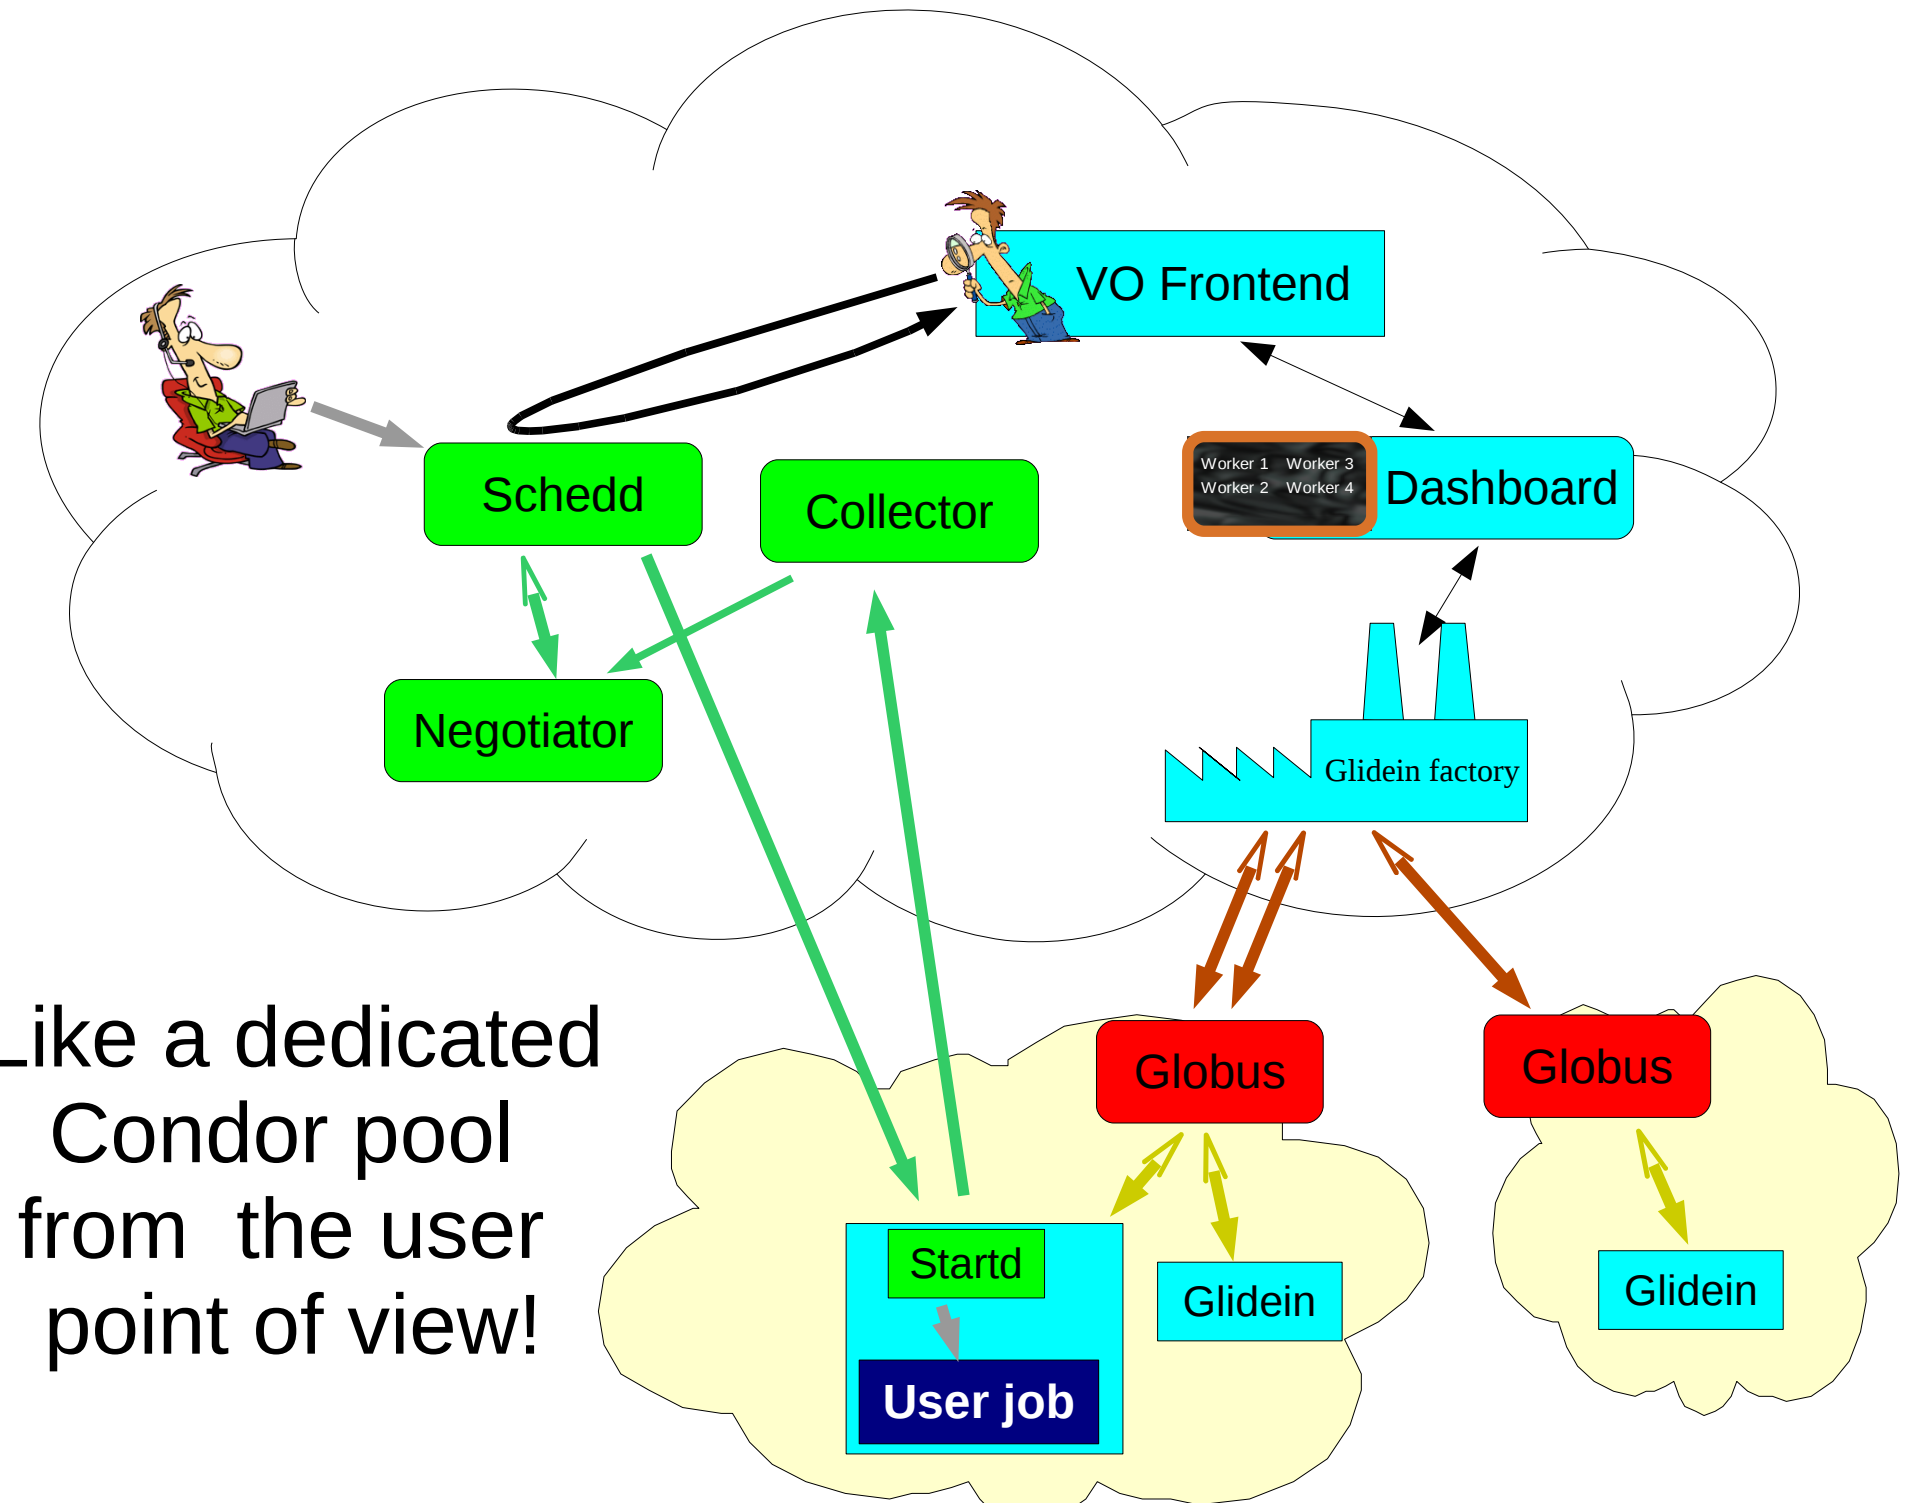 VO Frontend
Worker 1 Worker 3
Worker 2 Worker 4
Dashboard
Schedd
Collector
Negotiator
Glidein factory
Like a dedicated
Condor pool
from the user
point of view!
Globus
Globus
Startd
Glidein
Glidein
User job